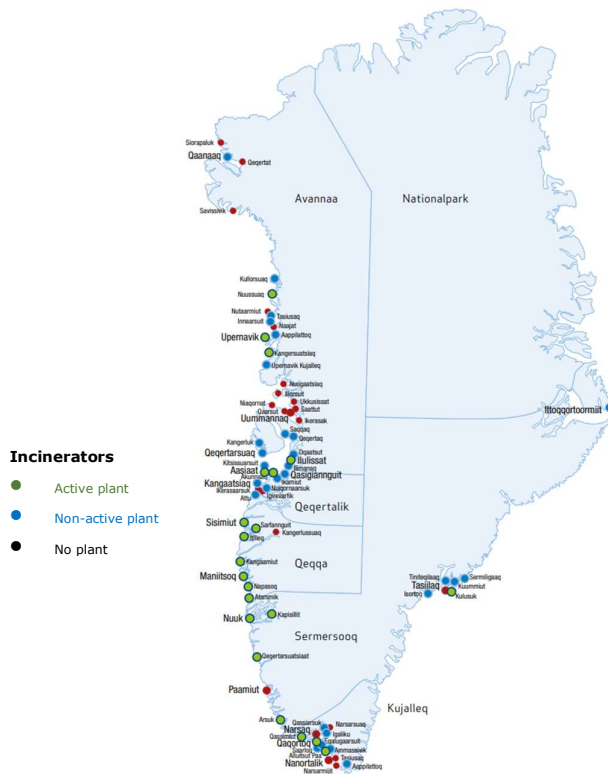 Siorapaluk
Qaanaaq
Qeqertat
Avannaa
Nationalpark
Savissivik
Kullorsuaq
Nuussuaq
Nutaarmiut
Tasiusaq
Innaarsuit
Naajat
Aappilattoq
Upernavik
Kangersuatsiaq
Upernavik Kujalleq
Nuugaatsiaq
Illorsuit
Ukkusissat
Niaqornat
Saattut
Qaarsut
Uummannaq
Ikerasak
Ittoqqortoormiit
Saqqaq
Qeqertaq
Kangerluk
Qeqertarsuaq
Oqaatsut
Ilulissat
Kitsissuarsuit
Ilimanaq
Incinerators
Aasiaat
Qasigiannguit
Akunnaaq
Ikamiut
Kangaatsiaq
Niaqornaarsuk
Ikerasaarsuk
Iginniarfik
Attu
Active plant
Qeqertalik
Non-active plant
Sisimiut
Sarfannguit
Itilleq
Kangerlussuaq
No plant
Qeqqa
Kangaamiut
Maniitsoq
Napasoq
Atammik
Tiniteqilaaq
Sermiligaaq
Tasiilaq
Kuummiut
Isortoq
Kulusuk
Kapisillit
Nuuk
Sermersooq
Qeqertarsuatsiaat
Paamiut
Kujalleq
Arsuk
Qassiarsuk
Narsarsuaq
Narsaq
Igaliku
Qassimiut
Eqalugaarsuit
Qaqortoq
Saarloq
Ammassivik
Alluitsup Paa
Tasiusaq
Nanortalik
Aappilattoq
Narsarmijit